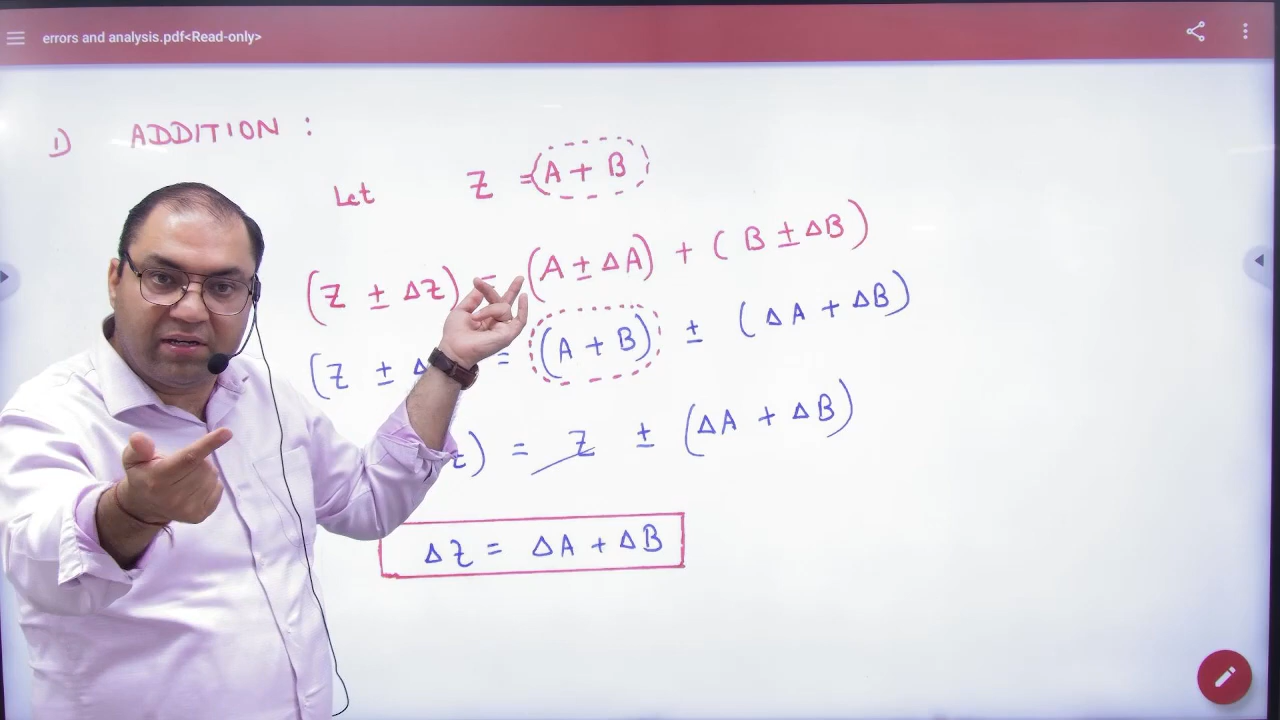 errors and analysis.pdf<Read-only>
1) ADDITION :
Let Z = (A + B)
(Z ± ΔZ) = (A ± ΔA) + ( B ± ΔB )
(Z ± Δ = (A + B) ± ( ΔA + ΔB )
z) = Z ± (ΔA + ΔB)
ΔZ = ΔA + ΔB